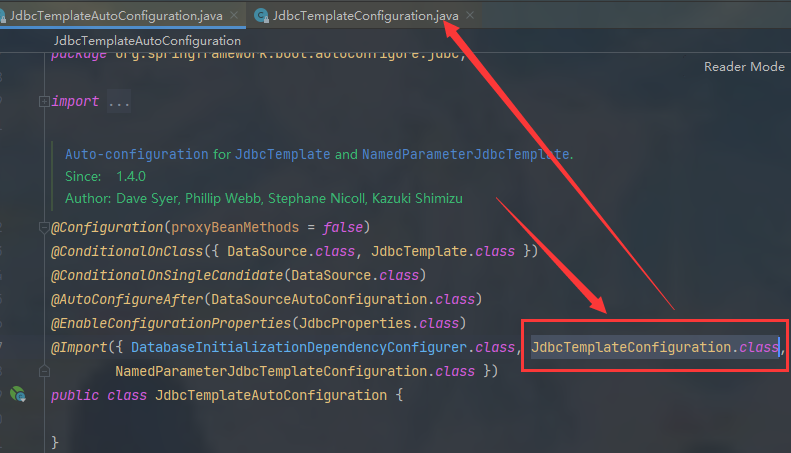 JdbcTemplateAutoConfiguration.java
JdbcTemplateConfiguration.java
JdbcTemplateAutoConfiguration
package org.springframework.boot.autoconfigure.jdbc;
Reader Mode
import ...
Auto-configuration for JdbcTemplate and NamedParameterJdbcTemplate.
Since: 1.4.0
Author: Dave Syer, Phillip Webb, Stephane Nicoll, Kazuki Shimizu
@Configuration(proxyBeanMethods = false)
@ConditionalOnClass({ DataSource.class, JdbcTemplate.class })
@ConditionalOnSingleCandidate(DataSource.class)
@AutoConfigureAfter(DataSourceAutoConfiguration.class)
@EnableConfigurationProperties(JdbcProperties.class)
@Import({ DatabaseInitializationDependencyConfigurer.class, JdbcTemplateConfiguration.class,
NamedParameterJdbcTemplateConfiguration.class })
public class JdbcTemplateAutoConfiguration {
}